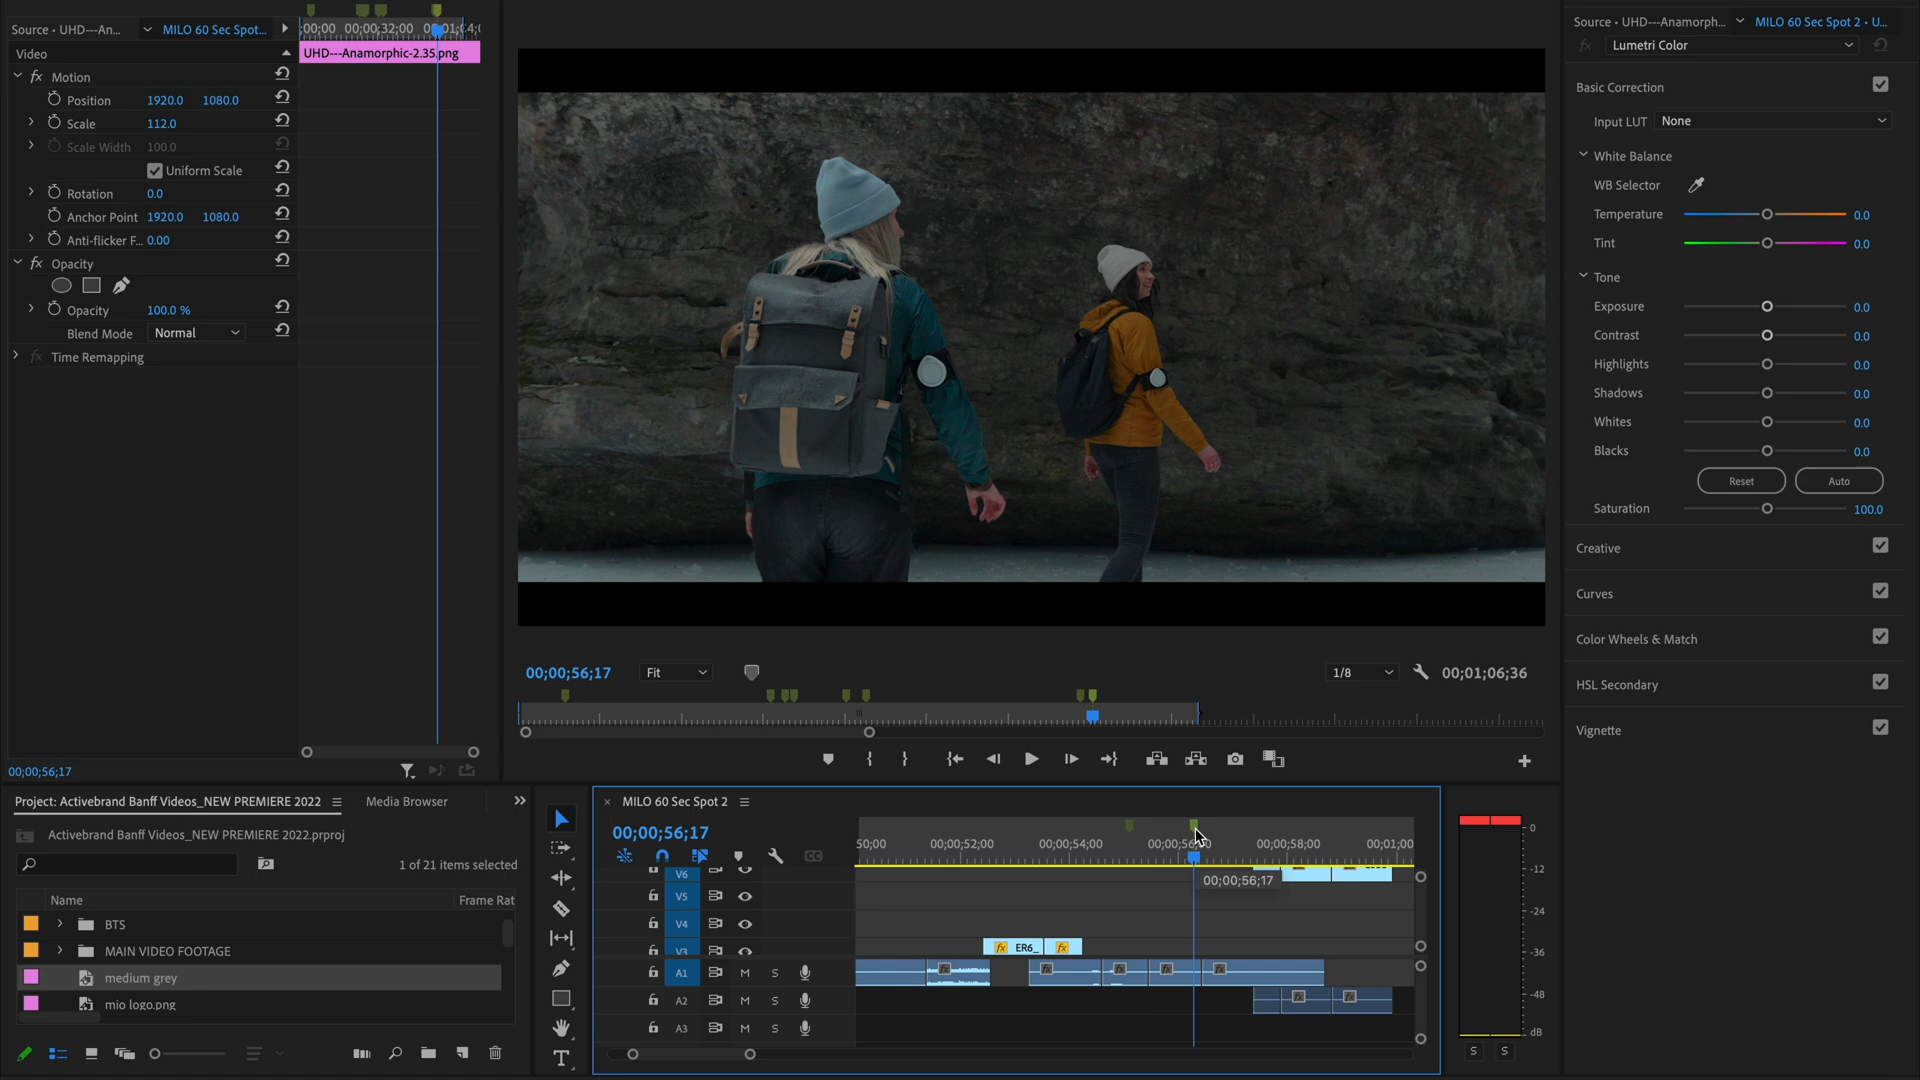 Source • UHD---An...
MILO 60 Sec Spot...
;00;00
00;00;32;00
Video
UHD---Anamorphic-2.35.png
fx Motion
Position 1920.0 1080.0
Scale 112.0
Scale Width 100.0
Uniform Scale
Rotation 0.0
Anchor Point 1920.0 1080.0
Anti-flicker F... 0.00
fx Opacity
Opacity 100.0 %
Blend Mode Normal
fx Time Remapping
00;00;56;17
00;00;56;17
Fit
1/8
00;01;06;36
Source • UHD---Anamorph...
MILO 60 Sec Spot 2 • U...
fx Lumetri Color
Basic Correction
Input LUT None
White Balance
WB Selector
Temperature 0.0
Tint 0.0
Tone
Exposure 0.0
Contrast 0.0
Highlights 0.0
Shadows 0.0
Whites 0.0
Blacks 0.0
Reset Auto
Saturation 100.0
Creative
Curves
Color Wheels & Match
HSL Secondary
Vignette
Project: Activebrand Banff Videos_NEW PREMIERE 2022
Media Browser
Activebrand Banff Videos_NEW PREMIERE 2022.prproj
1 of 21 items selected
Name Frame Rat
BTS
MAIN VIDEO FOOTAGE
medium grey
mio logo.png
× MILO 60 Sec Spot 2
00;00;56;17
50;00 00;00;52;00 00;00;54;00 00;00;58;00 00;01;00
00;00;56;17
V6
V5
V4
V3 fx ER6_ fx
A1 M S fx fx fx fx fx
A2 M S fx fx
A3 M S
0
-12
-24
-36
-48
dB
S S